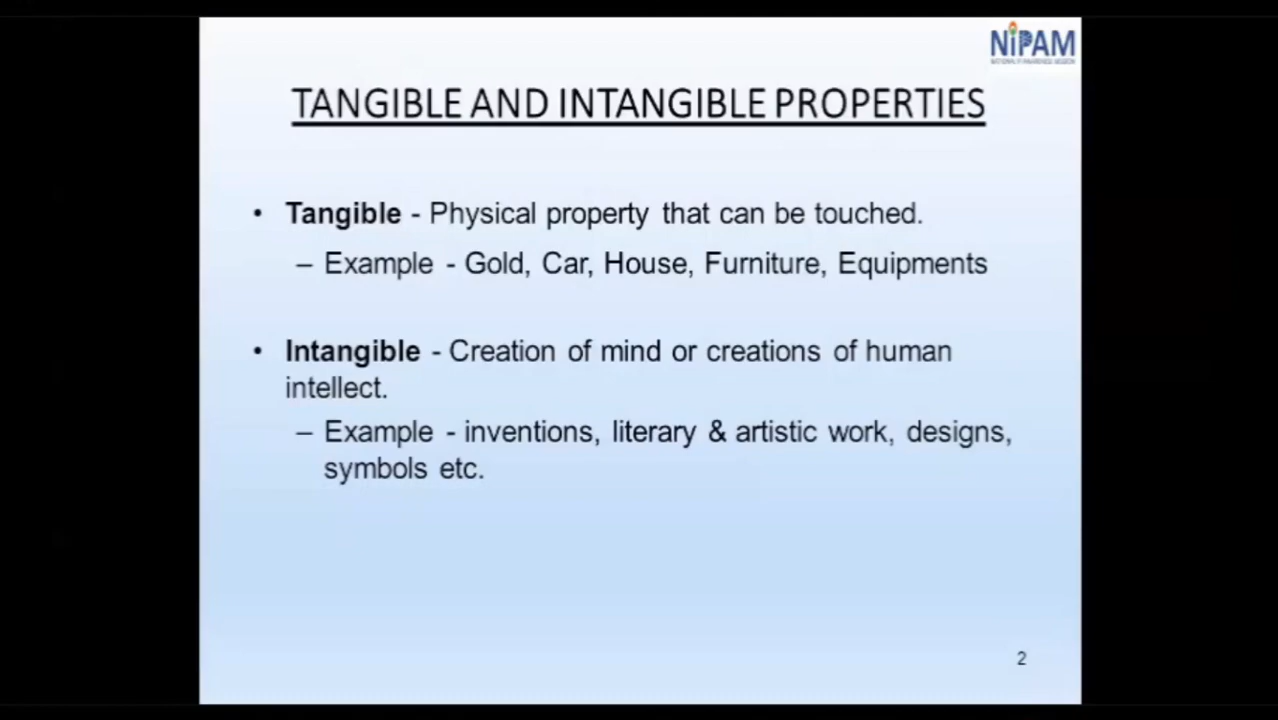 NiPAM
TANGIBLE AND INTANGIBLE PROPERTIES
• Tangible - Physical property that can be touched.
– Example - Gold, Car, House, Furniture, Equipments
• Intangible - Creation of mind or creations of human
intellect.
– Example - inventions, literary & artistic work, designs,
symbols etc.
2